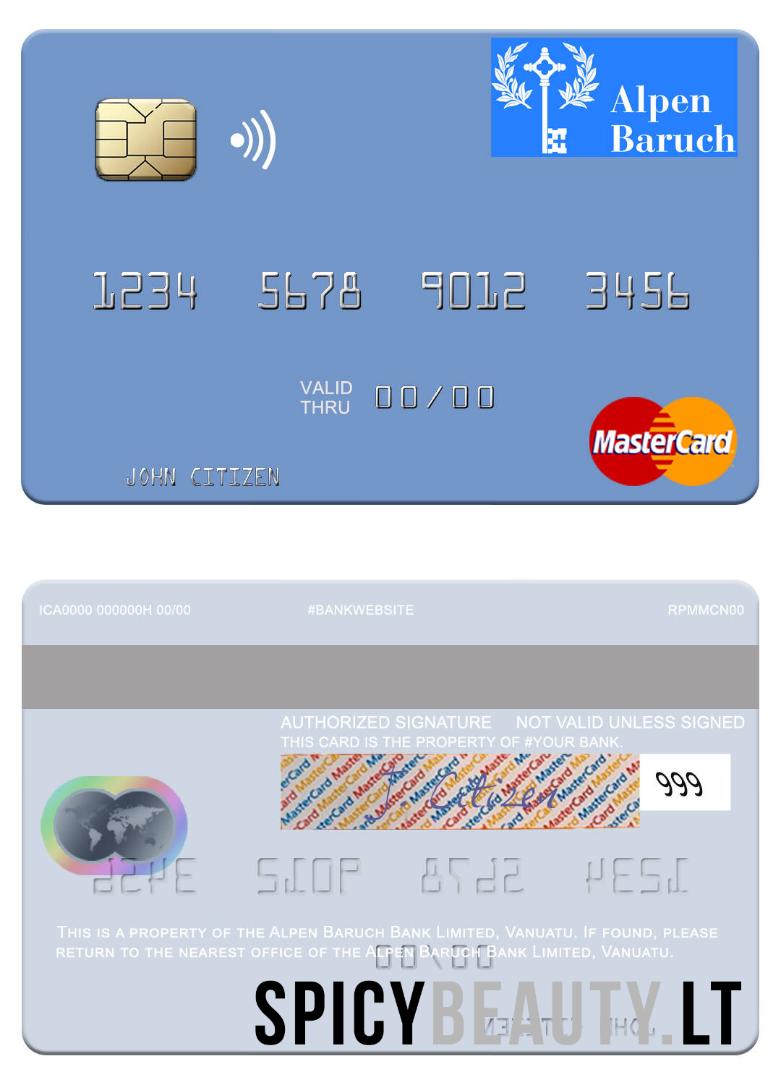 Alpen
Baruch
1234 5678 9012 3456
VALID
THRU 00/00
MasterCard
JOHN CITIZEN
ICA0000 000000H 00/00 #BANKWEBSITE RPMMCN00
AUTHORIZED SIGNATURE NOT VALID UNLESS SIGNED
THIS CARD IS THE PROPERTY OF #YOUR BANK.
J. Citizen 999
THIS IS A PROPERTY OF THE ALPEN BARUCH BANK LIMITED, VANUATU. IF FOUND, PLEASE
RETURN TO THE NEAREST OFFICE OF THE ALPEN BARUCH BANK LIMITED, VANUATU.
SPICYBEAUTY.LT